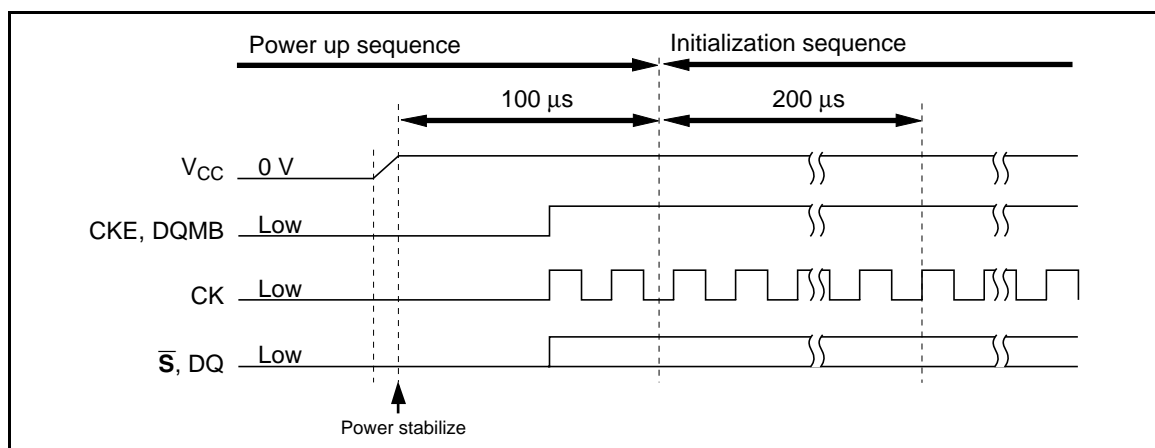 Power up sequence
Initialization sequence
100 μs
200 μs
VCC 0 V
CKE, DQMB Low
CK Low
S̅, DQ Low
Power stabilize